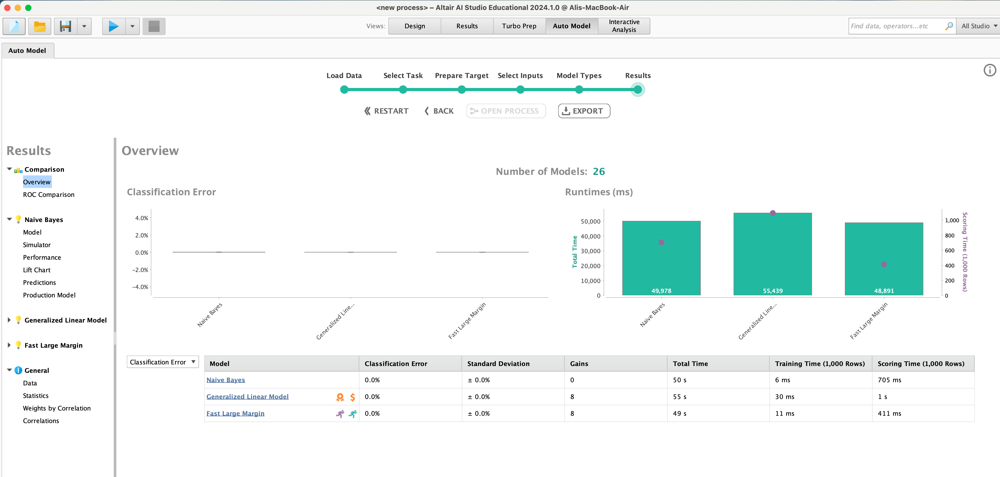 <new process> – Altair AI Studio Educational 2024.1.0 @ Alis-MacBook-Air
Views: Design Results Turbo Prep Auto Model Interactive Analysis
Find data, operators...etc All Studio
Auto Model
Load Data Select Task Prepare Target Select Inputs Model Types Results
RESTART BACK OPEN PROCESS EXPORT
Results
Comparison
Overview
ROC Comparison
Naive Bayes
Model
Simulator
Performance
Lift Chart
Predictions
Production Model
Generalized Linear Model
Fast Large Margin
General
Data
Statistics
Weights by Correlation
Correlations
Overview
Number of Models: 26
Classification Error
4.0%
2.0%
0.0%
−2.0%
−4.0%
Naive Bayes
Generalized Line...
Fast Large Margin
Runtimes (ms)
Total Time
50,000
40,000
30,000
20,000
10,000
0
49,978
55,439
48,891
1,000
800
600
400
200
0
Scoring Time (1,000 Rows)
Naive Bayes
Generalized Line...
Fast Large Margin
Classification Error
Model Classification Error Standard Deviation Gains Total Time Training Time (1,000 Rows) Scoring Time (1,000 Rows)
Naive Bayes 0.0% ± 0.0% 0 50 s 6 ms 705 ms
Generalized Linear Model 0.0% ± 0.0% 8 55 s 30 ms 1 s
Fast Large Margin 0.0% ± 0.0% 8 49 s 11 ms 411 ms